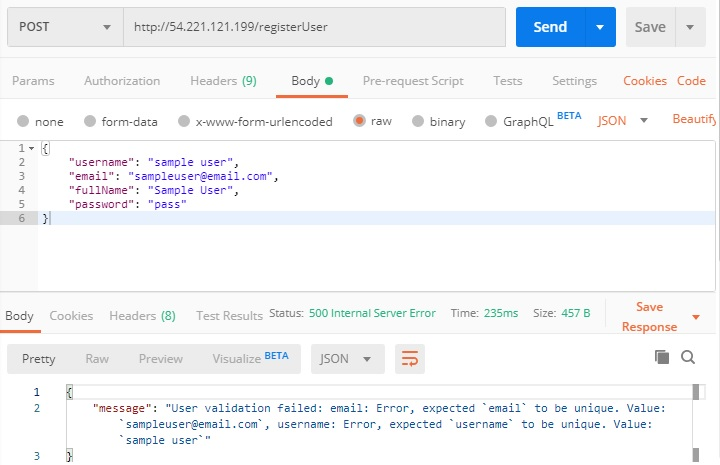 POST http://54.221.121.199/registerUser Send Save
Params Authorization Headers (9) Body Pre-request Script Tests Settings Cookies Code
none form-data x-www-form-urlencoded raw binary GraphQL BETA JSON Beautify
1 {
2 "username": "sample user",
3 "email": "sampleuser@email.com",
4 "fullName": "Sample User",
5 "password": "pass"
6 }
Body Cookies Headers (8) Test Results Status: 500 Internal Server Error Time: 235ms Size: 457 B Save
Response
Pretty Raw Preview Visualize BETA JSON
1 {
2 "message": "User validation failed: email: Error, expected `email` to be unique. Value:
`sampleuser@email.com`, username: Error, expected `username` to be unique. Value:
`sample user`"
3 }